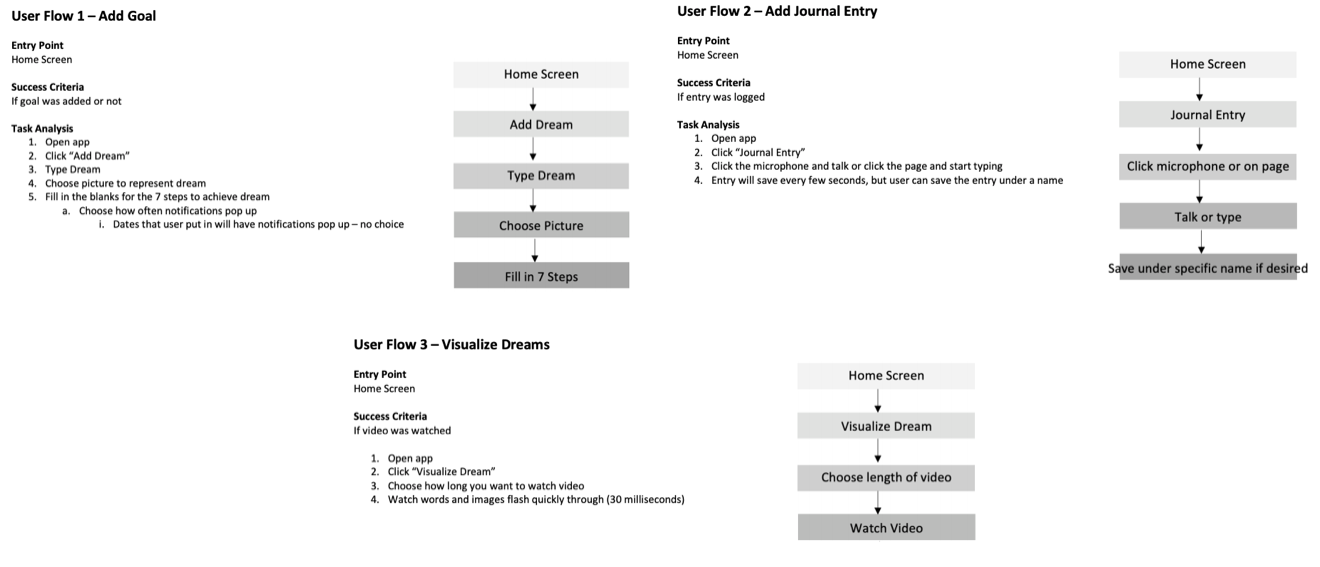 User Flow 1 – Add Goal
Entry Point
Home Screen
Success Criteria
If goal was added or not
Task Analysis
1. Open app
2. Click “Add Dream”
3. Type Dream
4. Choose picture to represent dream
5. Fill in the blanks for the 7 steps to achieve dream
a. Choose how often notifications pop up
i. Dates that user put in will have notifications pop up – no choice
Home Screen
Add Dream
Type Dream
Choose Picture
Fill in 7 Steps
User Flow 2 – Add Journal Entry
Entry Point
Home Screen
Success Criteria
If entry was logged
Task Analysis
1. Open app
2. Click “Journal Entry”
3. Click the microphone and talk or click the page and start typing
4. Entry will save every few seconds, but user can save the entry under a name
Home Screen
Journal Entry
Click microphone or on page
Talk or type
Save under specific name if desired
User Flow 3 – Visualize Dreams
Entry Point
Home Screen
Success Criteria
If video was watched
1. Open app
2. Click “Visualize Dream”
3. Choose how long you want to watch video
4. Watch words and images flash quickly through (30 milliseconds)
Home Screen
Visualize Dream
Choose length of video
Watch Video